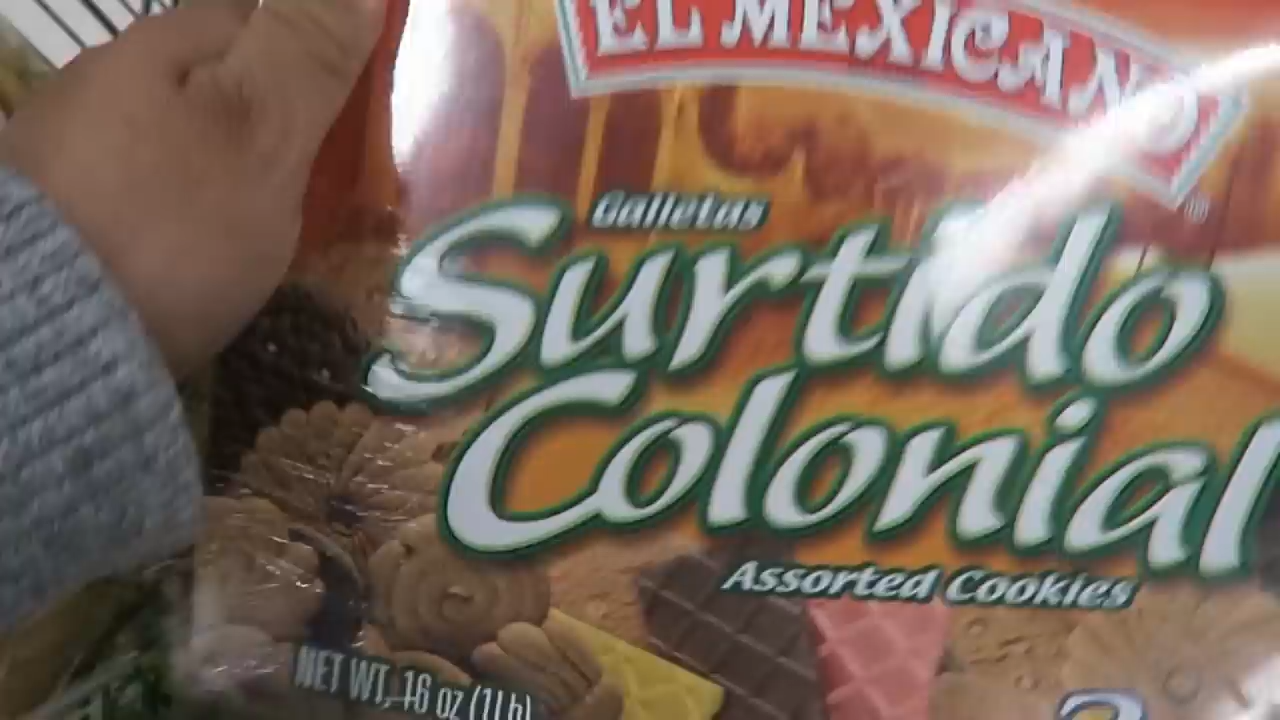 EL MEXICANO
®
Galletas
Surtido
Colonial
Assorted Cookies
NET WT. 16 oz (1 lb)